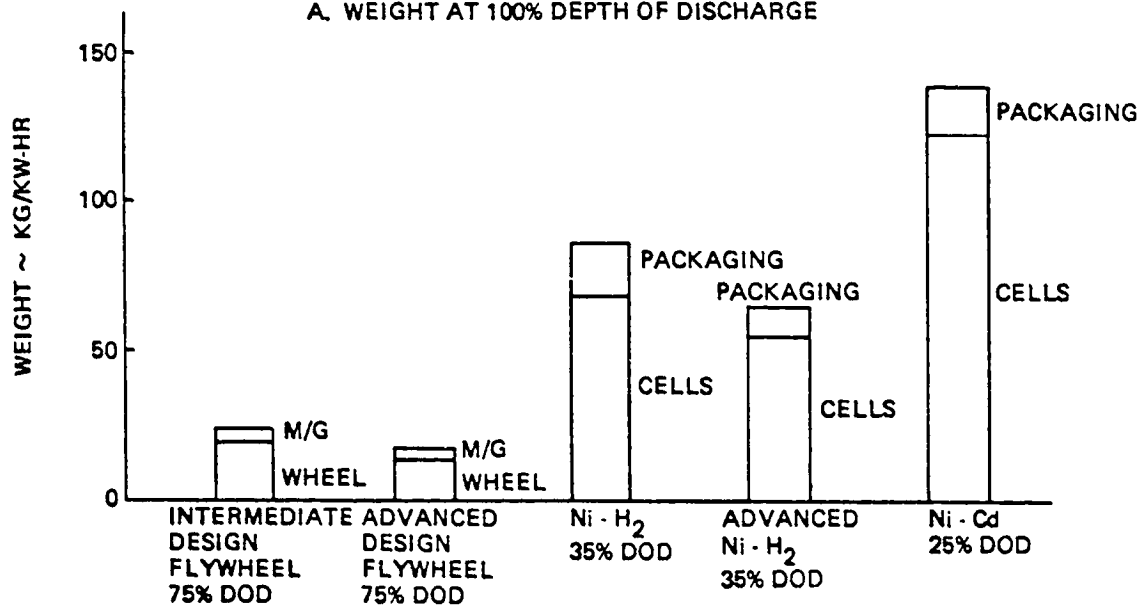 A. WEIGHT AT 100% DEPTH OF DISCHARGE
WEIGHT ~ KG/KW-HR
150
100
50
0
M/G
WHEEL
M/G
WHEEL
PACKAGING
CELLS
PACKAGING
CELLS
PACKAGING
CELLS
INTERMEDIATE
DESIGN
FLYWHEEL
75% DOD
ADVANCED
DESIGN
FLYWHEEL
75% DOD
Ni - H2
35% DOD
ADVANCED
Ni - H2
35% DOD
Ni - Cd
25% DOD